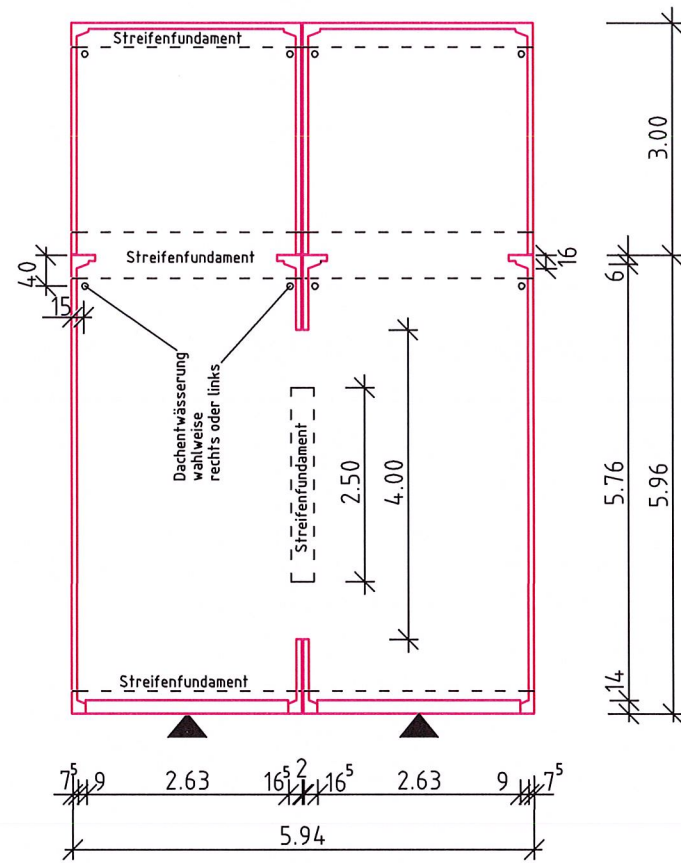 Streifenfundament
3.00
Streifenfundament
40
16
6
15
Dachentwässerung
wahlweise
rechts oder links
Streifenfundament
2.50
4.00
5.76
5.96
Streifenfundament
14
7⁵ 9 2.63 16⁵ 2 16⁵ 2.63 9 7⁵
5.94